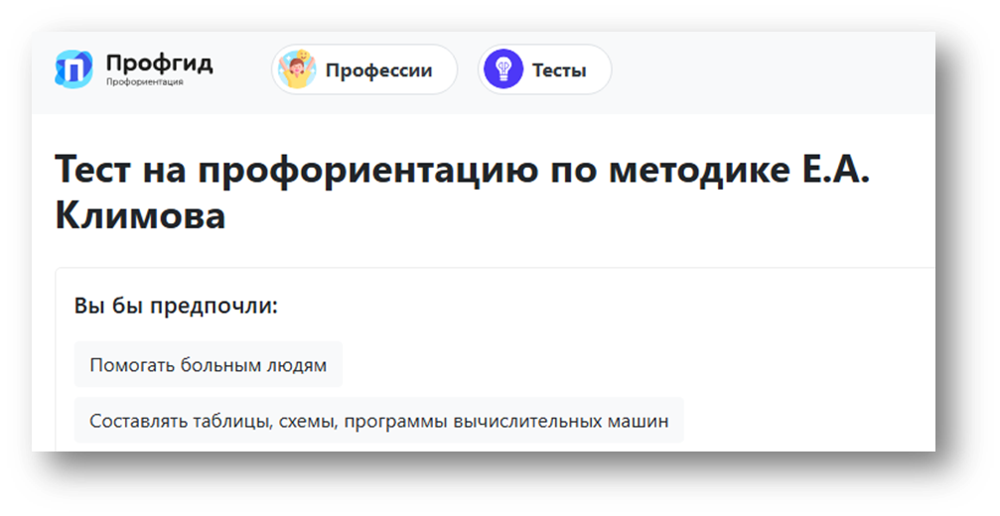 Профгид
Профориентация
Профессии
Тесты
Тест на профориентацию по методике Е.А.
Климова
Вы бы предпочли:
Помогать больным людям
Составлять таблицы, схемы, программы вычислительных машин